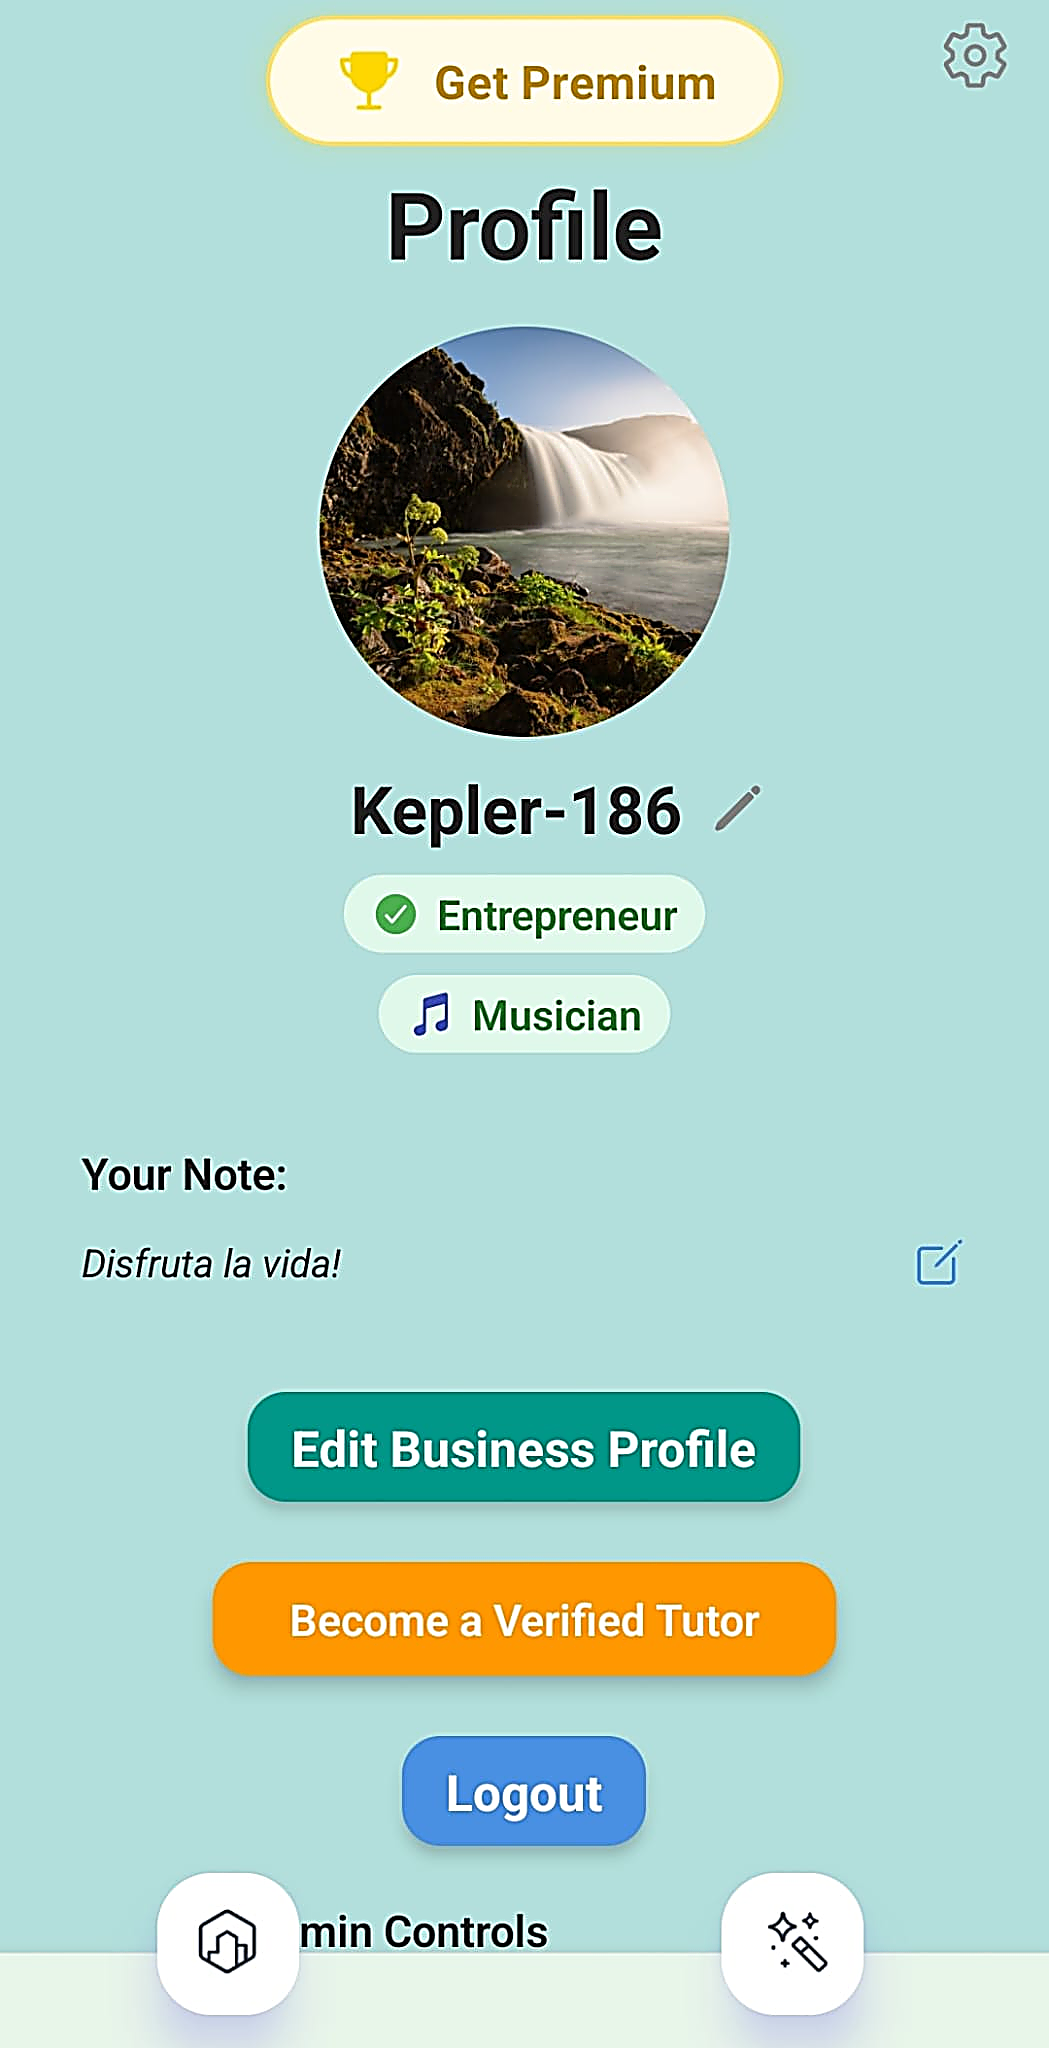 Get Premium
Profile
Kepler-186
Entrepreneur
Musician
Your Note:
Disfruta la vida!
Edit Business Profile
Become a Verified Tutor
Logout
min Controls